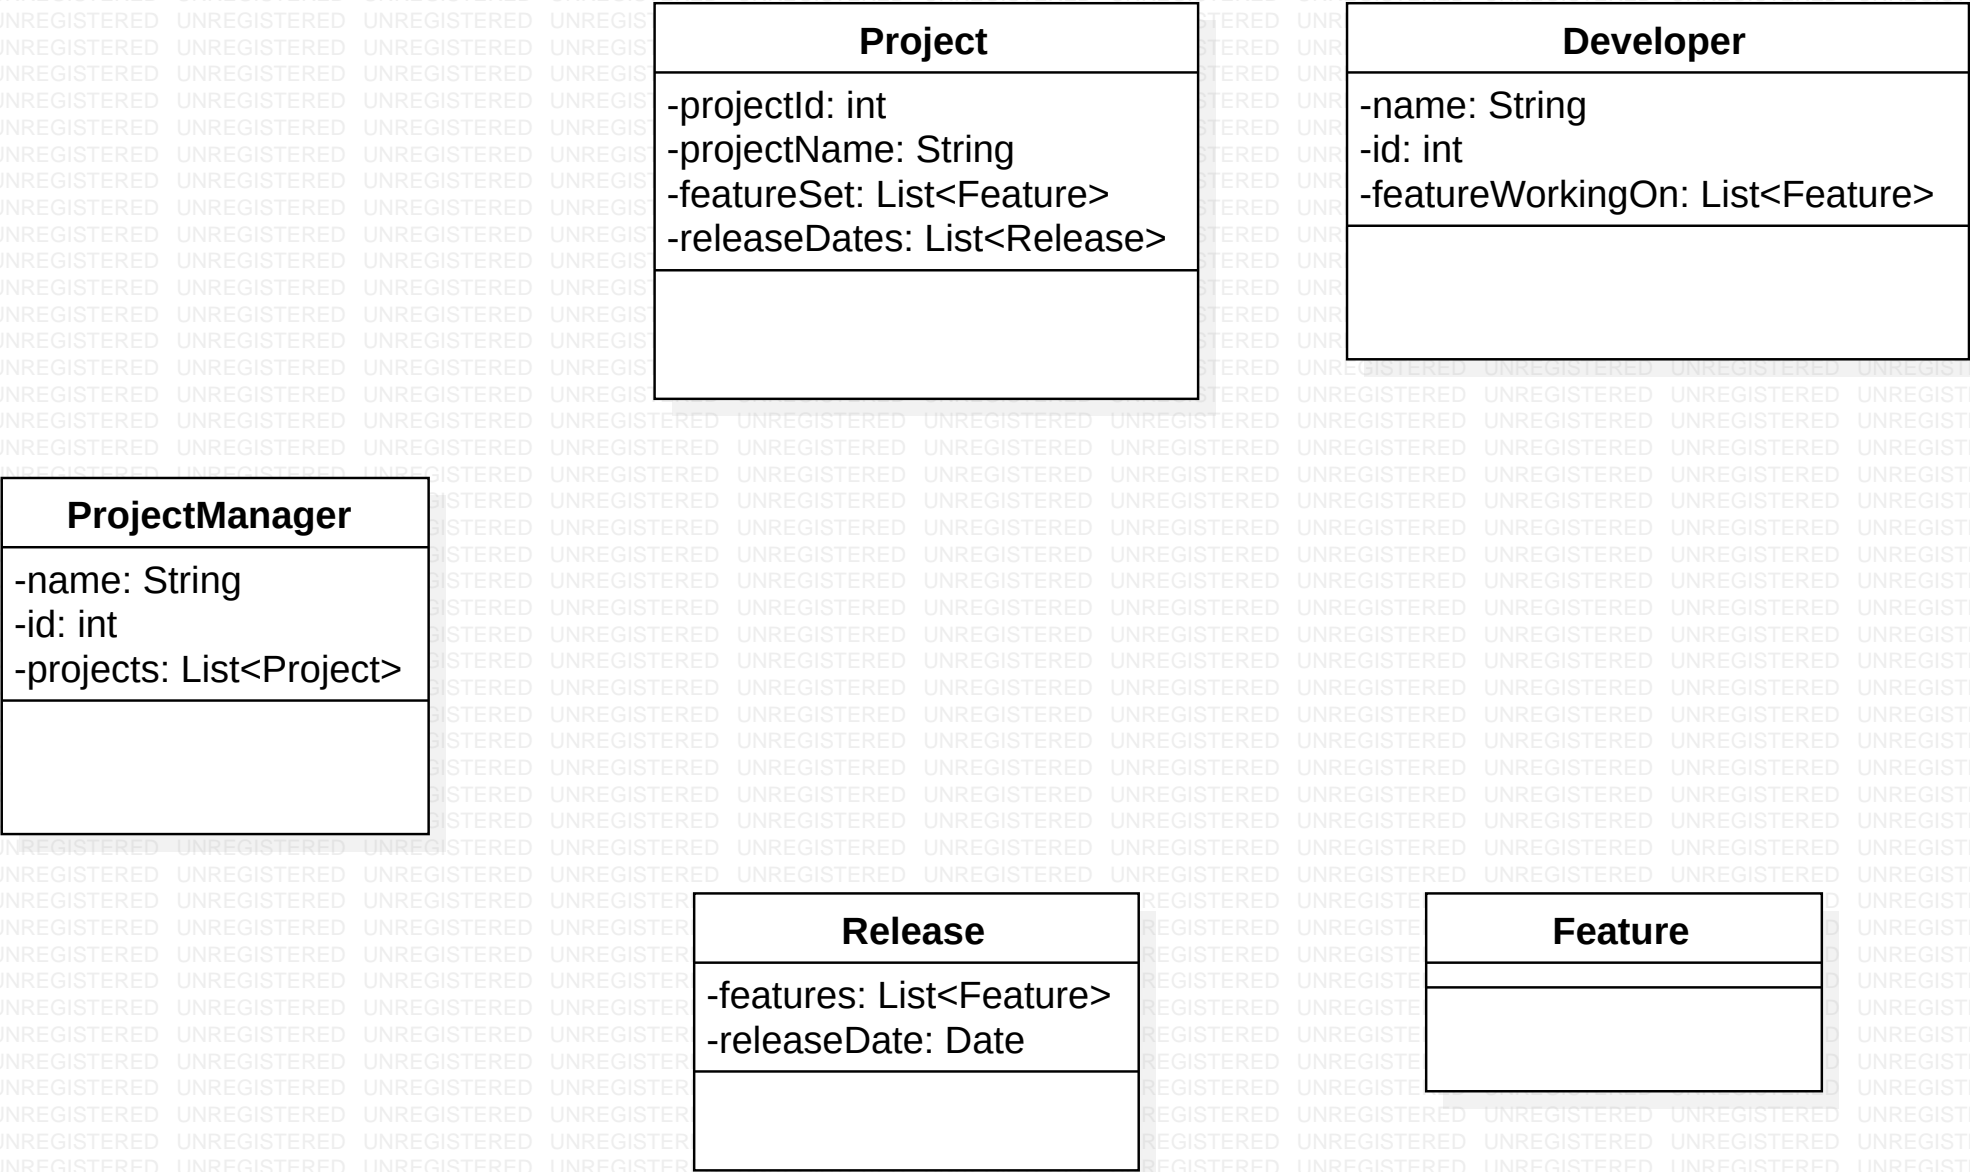 Project
-projectId: int
-projectName: String
-featureSet: List<Feature>
-releaseDates: List<Release>
Developer
-name: String
-id: int
-featureWorkingOn: List<Feature>
ProjectManager
-name: String
-id: int
-projects: List<Project>
Release
-features: List<Feature>
-releaseDate: Date
Feature
UNREGISTERED